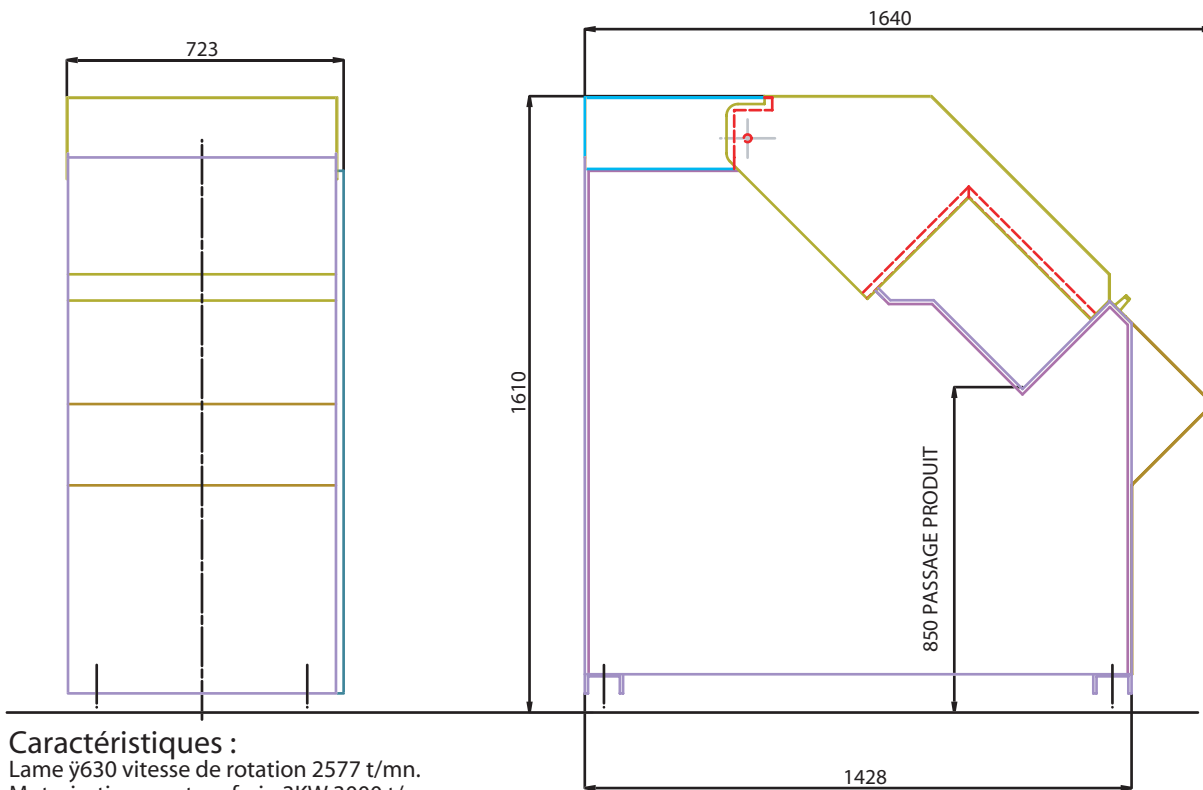 723
1640
1610
850 PASSAGE PRODUIT
1428
Caractéristiques :
Lame ÿ630 vitesse de rotation 2577 t/mn.